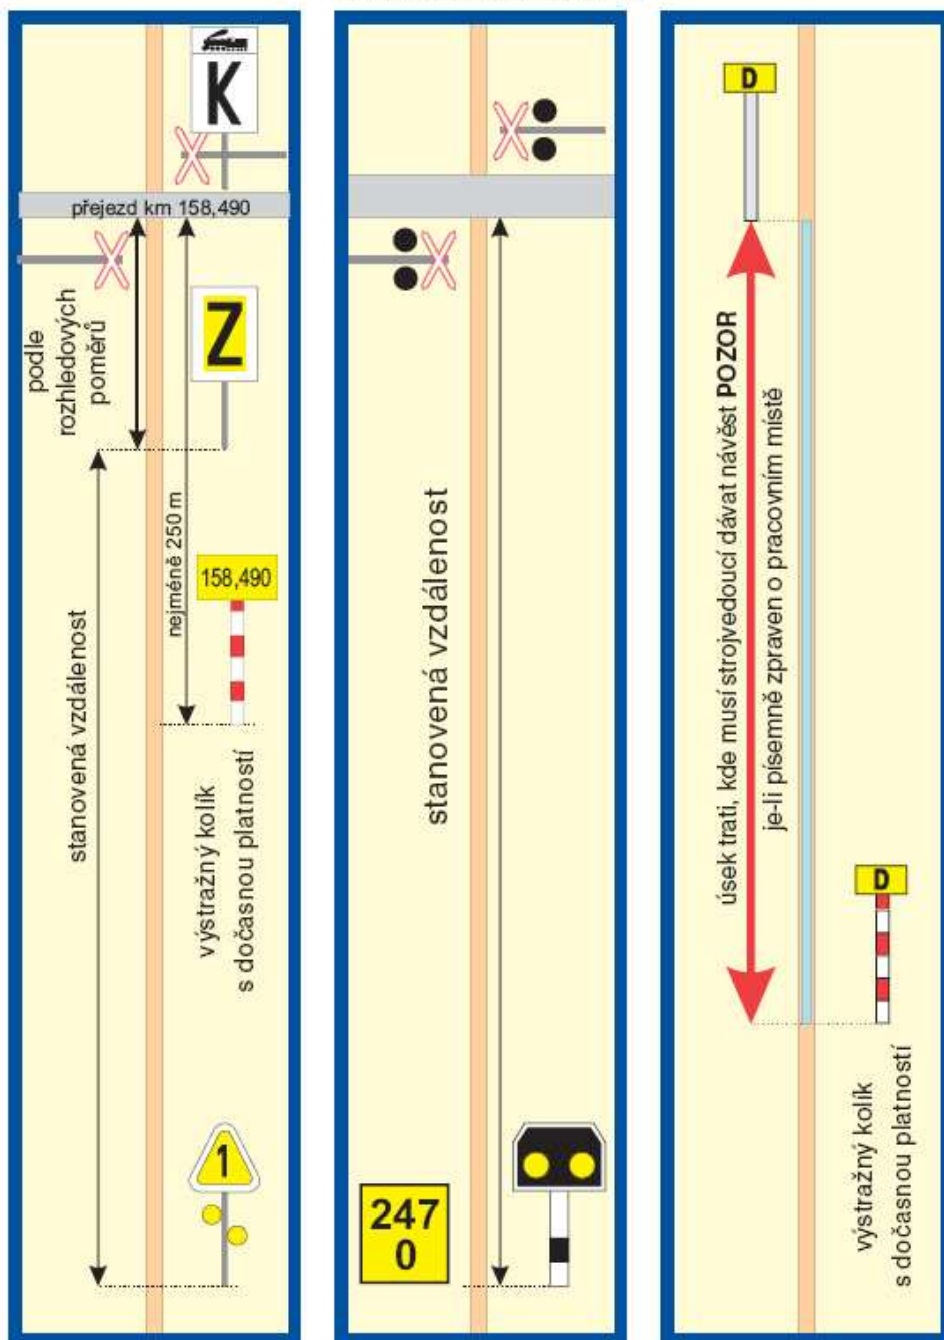 K
přejezd km 158,490
podle
rozhledových
poměrů
Z
nejméně 250 m
158,490
stanovená vzdálenost
výstražný kolík
s dočasnou platností
1
stanovená vzdálenost
247
0
D
úsek trati, kde musí strojvedoucí dávat návěst POZOR
je-li písemně zpraven o pracovním místě
D
výstražný kolík
s dočasnou platností